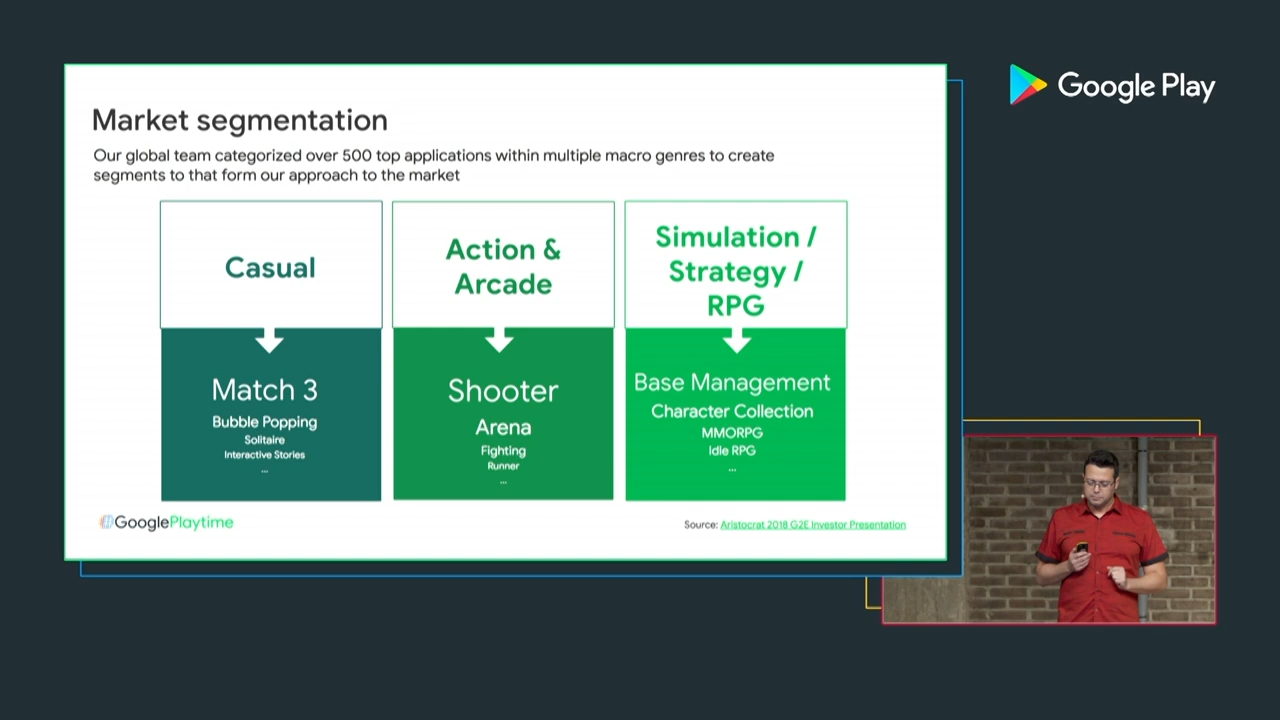 Google Play
Market segmentation
Our global team categorized over 500 top applications within multiple macro genres to create
segments to that form our approach to the market
Casual
Action &
Arcade
Simulation /
Strategy /
RPG
Match 3
Bubble Popping
Solitaire
Interactive Stories
...
Shooter
Arena
Fighting
Runner
...
Base Management
Character Collection
MMORPG
Idle RPG
...
GooglePlaytime
Source: Aristocrat 2018 G2E Investor Presentation